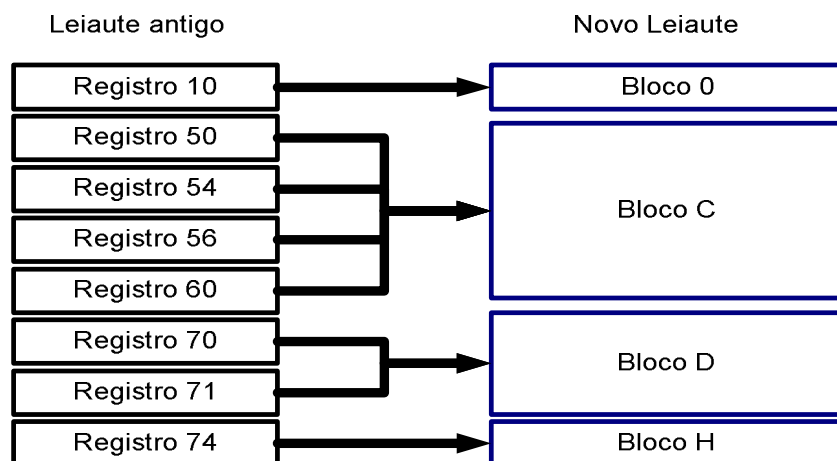 Leiaute antigo
Novo Leiaute
Registro 10
Bloco 0
Registro 50
Registro 54
Registro 56
Registro 60
Bloco C
Registro 70
Registro 71
Bloco D
Registro 74
Bloco H